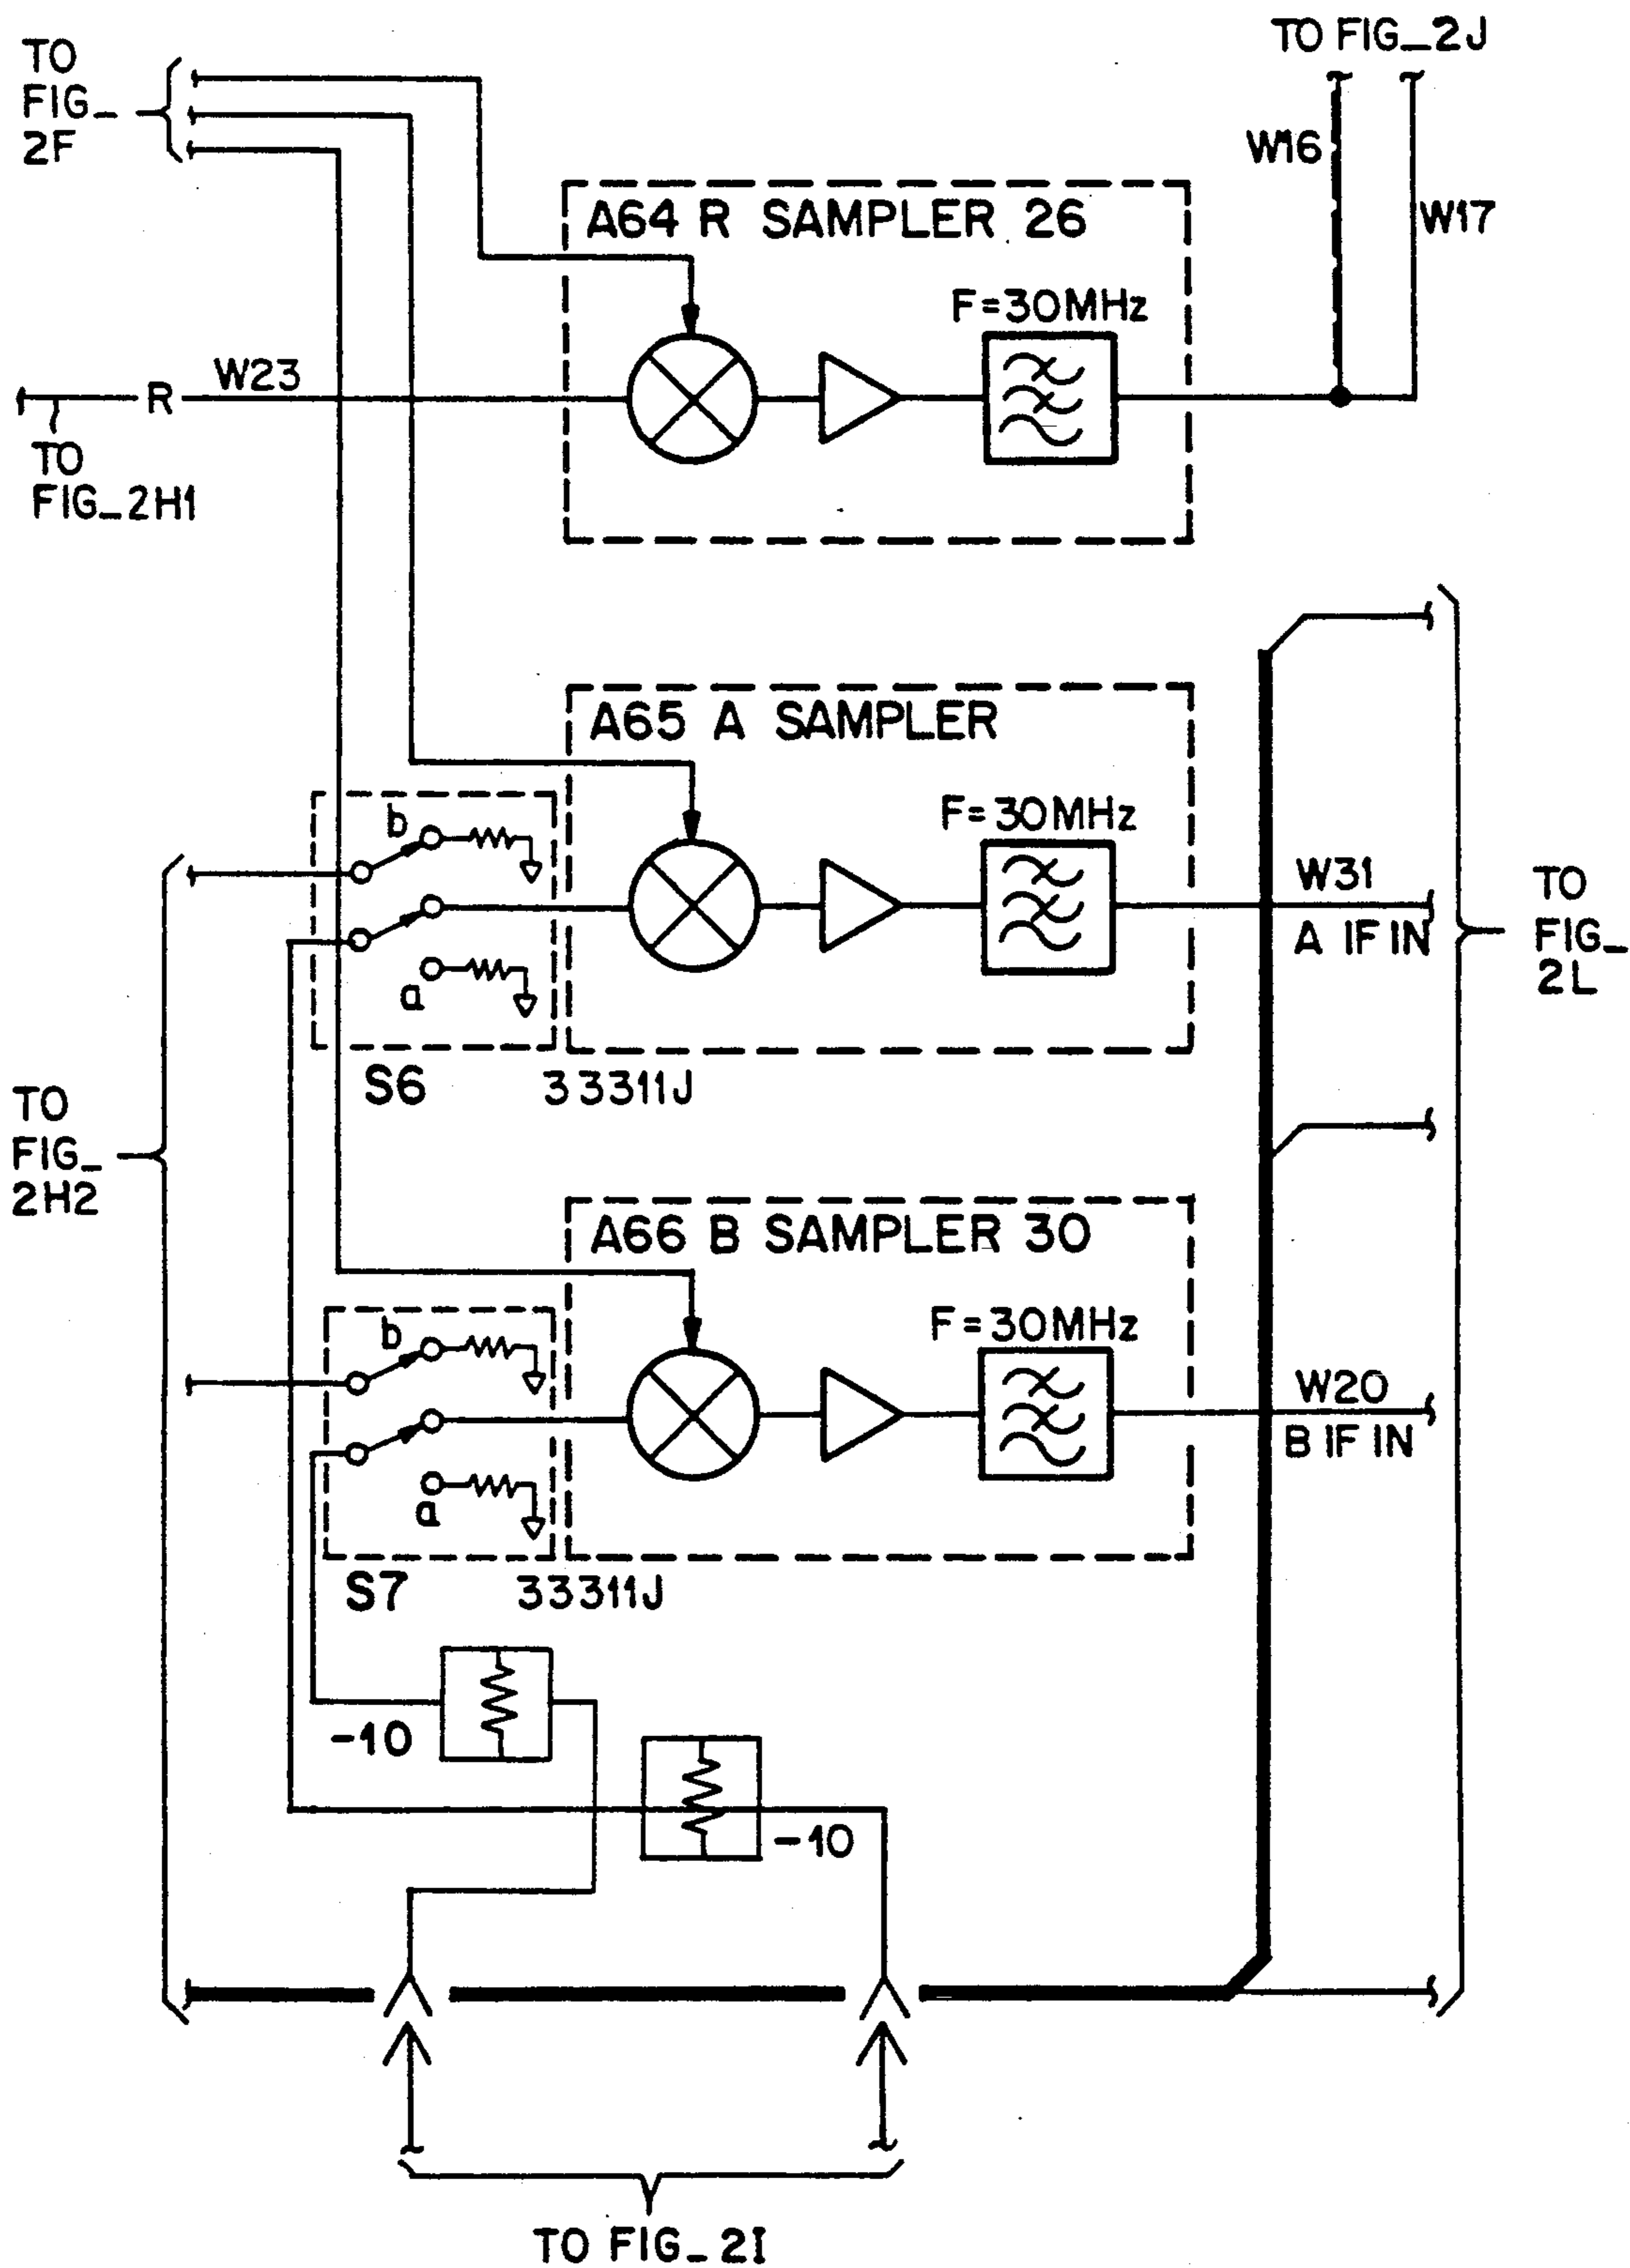 TO FIG_2J
TO
FIG_
2F
W16
W17
A64 R SAMPLER 26
F=30MHz
R
W23
TO
FIG_2H1
A65 A SAMPLER
F=30MHz
b
a
S6
33311J
W31
A IF IN
TO
FIG_
2L
TO
FIG_
2H2
A66 B SAMPLER 30
F=30MHz
b
a
S7
33311J
W20
B IF IN
-10
-10
TO FIG_2I